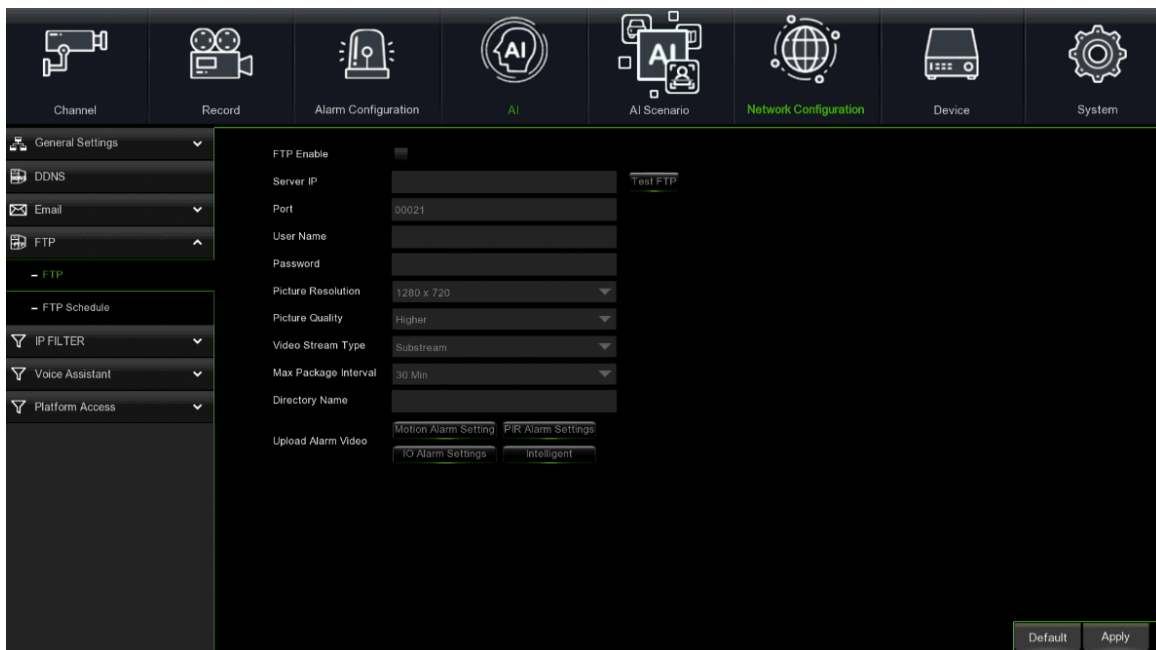 Channel
Record
Alarm Configuration
AI
AI
AI
AI Scenario
Network Configuration
Device
System
General Settings
DDNS
Email
FTP
– FTP
– FTP Schedule
IP FILTER
Voice Assistant
Platform Access
FTP Enable
Server IP
Test FTP
Port 00021
User Name
Password
Picture Resolution 1280 x 720
Picture Quality Higher
Video Stream Type Substream
Max Package Interval 30 Min
Directory Name
Upload Alarm Video
Motion Alarm Setting PIR Alarm Settings
IO Alarm Settings Intelligent
Default Apply